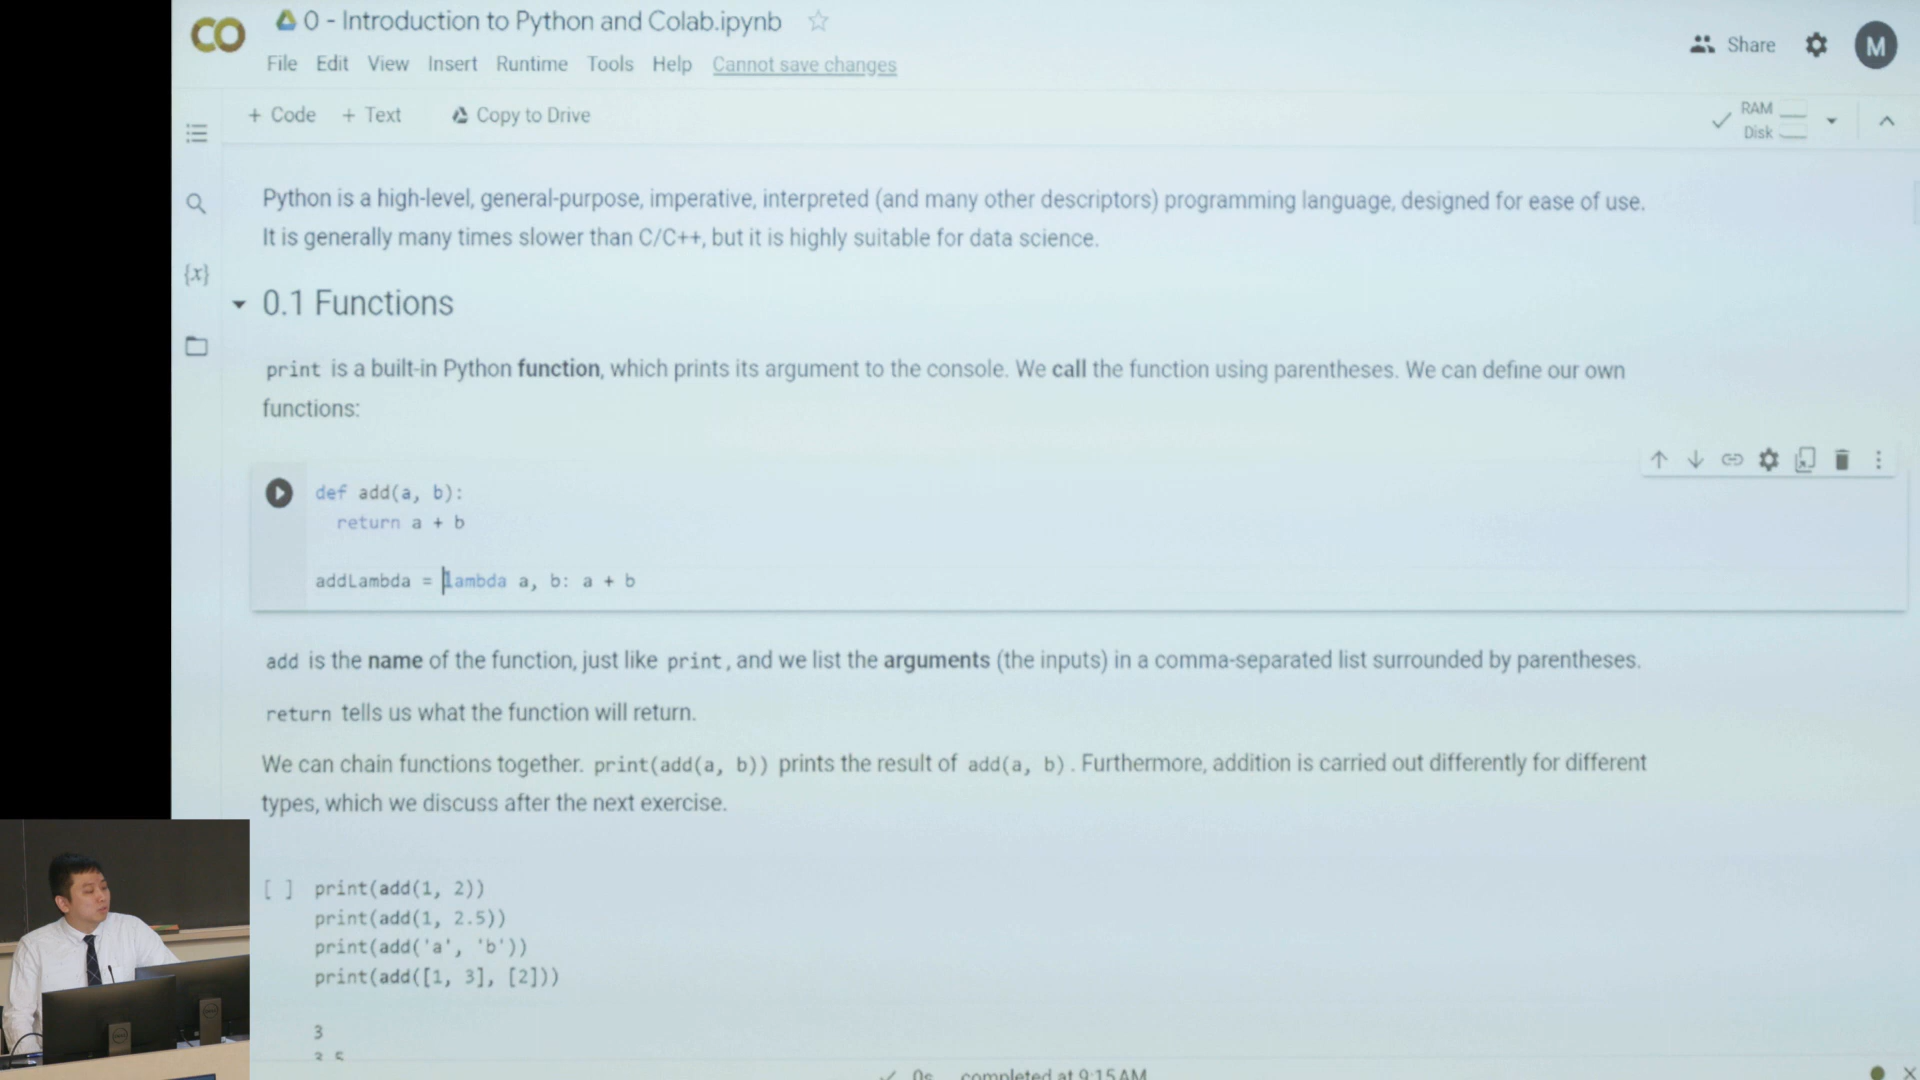 CO
0 - Introduction to Python and Colab.ipynb
File Edit View Insert Runtime Tools Help Cannot save changes
Share
M
+ Code + Text Copy to Drive
RAM
Disk
{x}
Python is a high-level, general-purpose, imperative, interpreted (and many other descriptors) programming language, designed for ease of use.
It is generally many times slower than C/C++, but it is highly suitable for data science.
0.1 Functions
print is a built-in Python function, which prints its argument to the console. We call the function using parentheses. We can define our own
functions:
def add(a, b):
return a + b
addLambda = lambda a, b: a + b
add is the name of the function, just like print, and we list the arguments (the inputs) in a comma-separated list surrounded by parentheses.
return tells us what the function will return.
We can chain functions together. print(add(a, b)) prints the result of add(a, b). Furthermore, addition is carried out differently for different
types, which we discuss after the next exercise.
[ ] print(add(1, 2))
print(add(1, 2.5))
print(add('a', 'b'))
print(add([1, 3], [2]))
3
3.5
0s completed at 9:15 AM